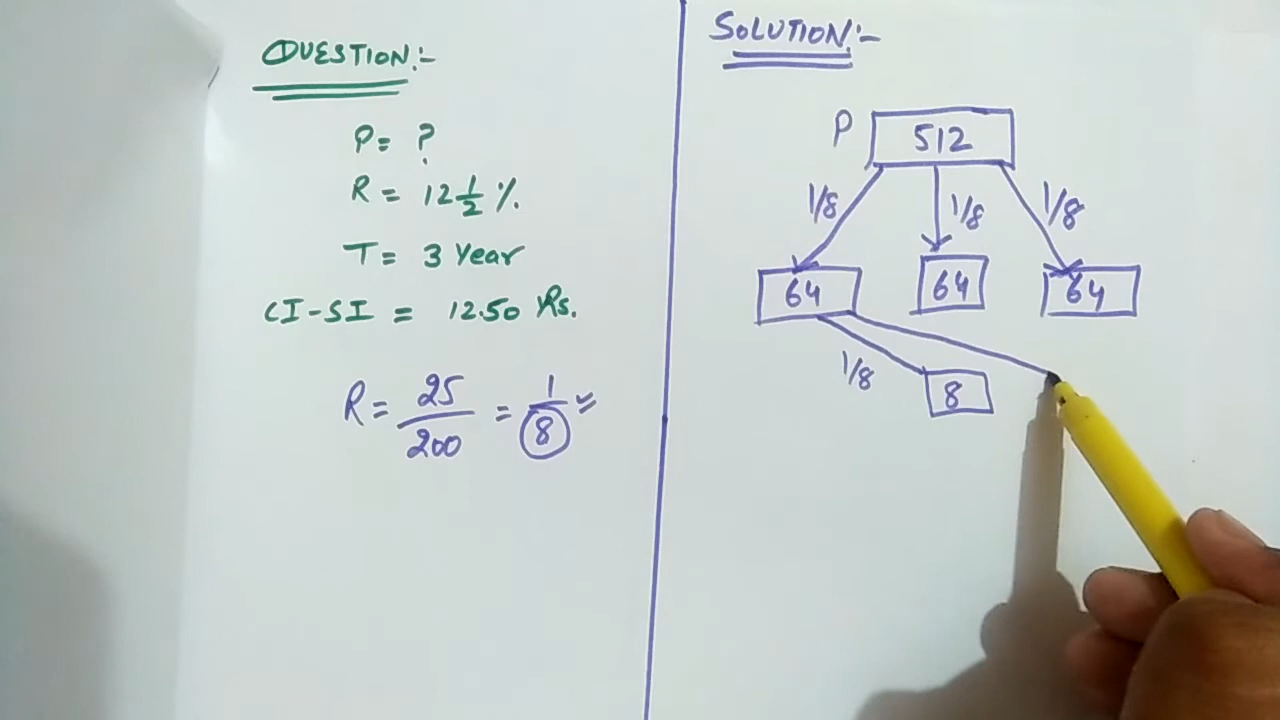 QUESTION:-
P = ?
R = 12 1/2 %.
T = 3 Year
CI-SI = 12.50 Rs.
R = 25/200 = 1/8
SOLUTION:-
P 512
1/8 1/8 1/8
64 64 64
1/8 8